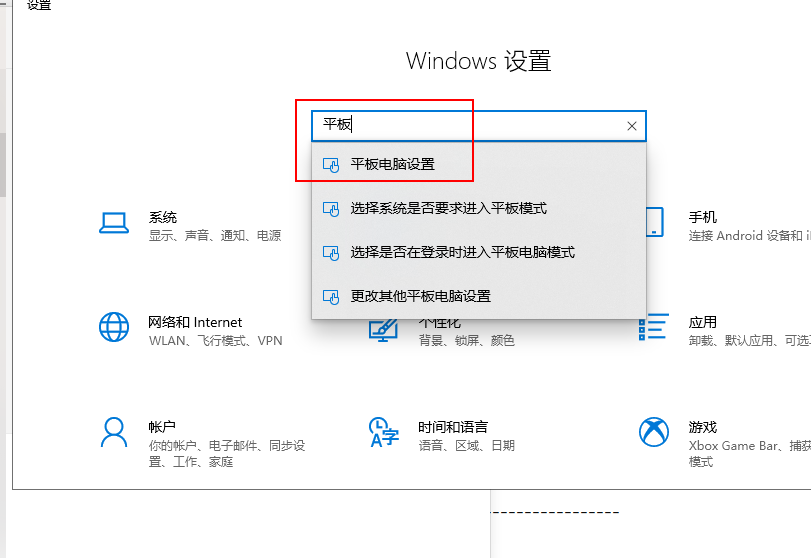 设置
Windows 设置
平板
平板电脑设置
选择系统是否要求进入平板模式
选择是否在登录时进入平板电脑模式
更改其他平板电脑设置
系统
显示、声音、通知、电源
手机
连接 Android 设备和
网络和 Internet
WLAN、飞行模式、VPN
个性化
背景、锁屏、颜色
应用
卸载、默认应用、可选
帐户
你的帐户、电子邮件、同步设
置、工作、家庭
时间和语言
语音、区域、日期
游戏
Xbox Game Bar、捕获
模式